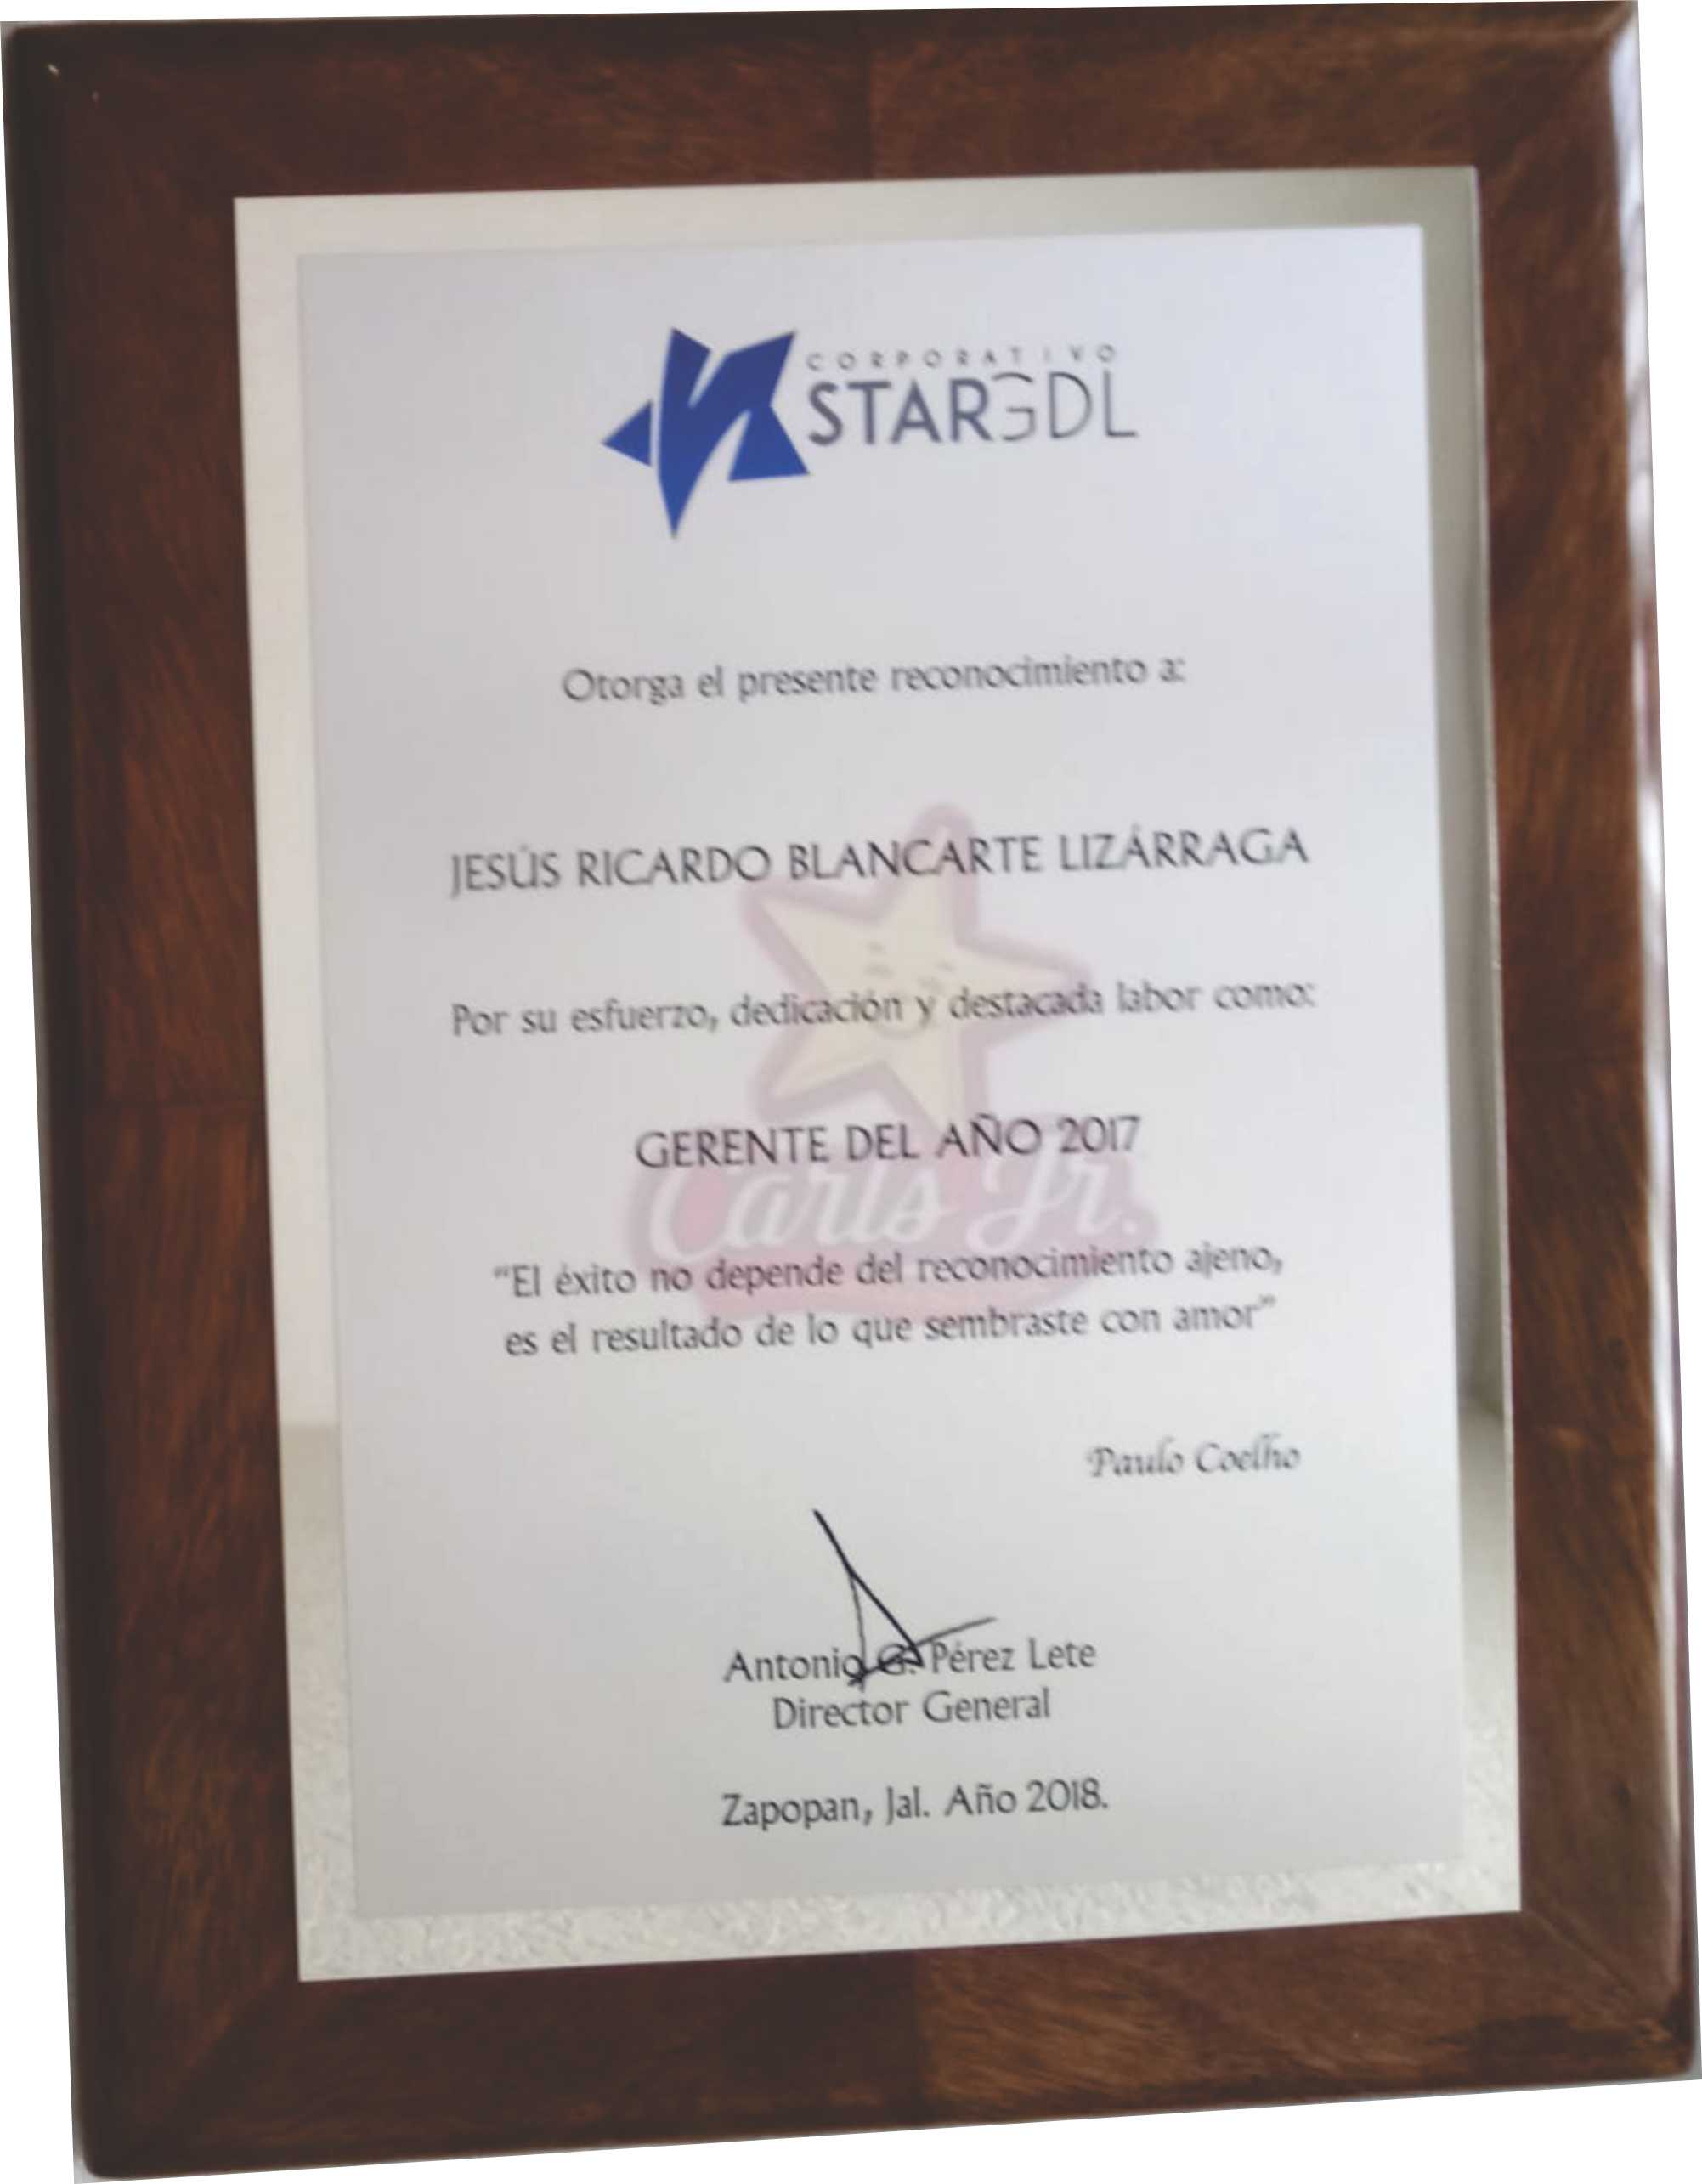 CORPORATIVO
STARGDL
Otorga el presente reconocimiento a:
JESÚS RICARDO BLANCARTE LIZÁRRAGA
Por su esfuerzo, dedicación y destacada labor como:
GERENTE DEL AÑO 2017
Carls Jr.
“El éxito no depende del reconocimiento ajeno,
es el resultado de lo que sembraste con amor”
Paulo Coelho
Antonio G. Pérez Lete
Director General
Zapopan, Jal. Año 2018.